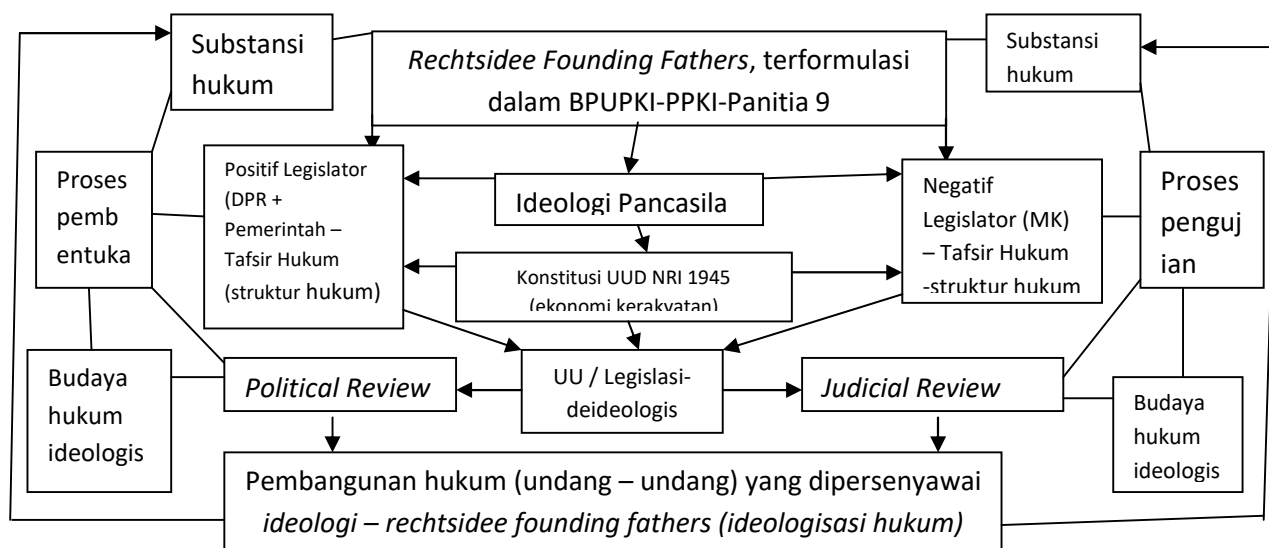 Substansi
hukum
Rechtsidee Founding Fathers, terformulasi
dalam BPUPKI-PPKI-Panitia 9
Substansi
hukum
Proses
pemb
entuka
Positif Legislator
(DPR +
Pemerintah –
Tafsir Hukum
(struktur hukum)
Ideologi Pancasila
Konstitusi UUD NRI 1945
(ekonomi kerakyatan)
Negatif
Legislator (MK)
– Tafsir Hukum
-struktur hukum
Proses
penguj
ian
Budaya
hukum
ideologis
Political Review
UU / Legislasi-
deideologis
Judicial Review
Budaya
hukum
ideologis
Pembangunan hukum (undang – undang) yang dipersenyawai
ideologi – rechtsidee founding fathers (ideologisasi hukum)